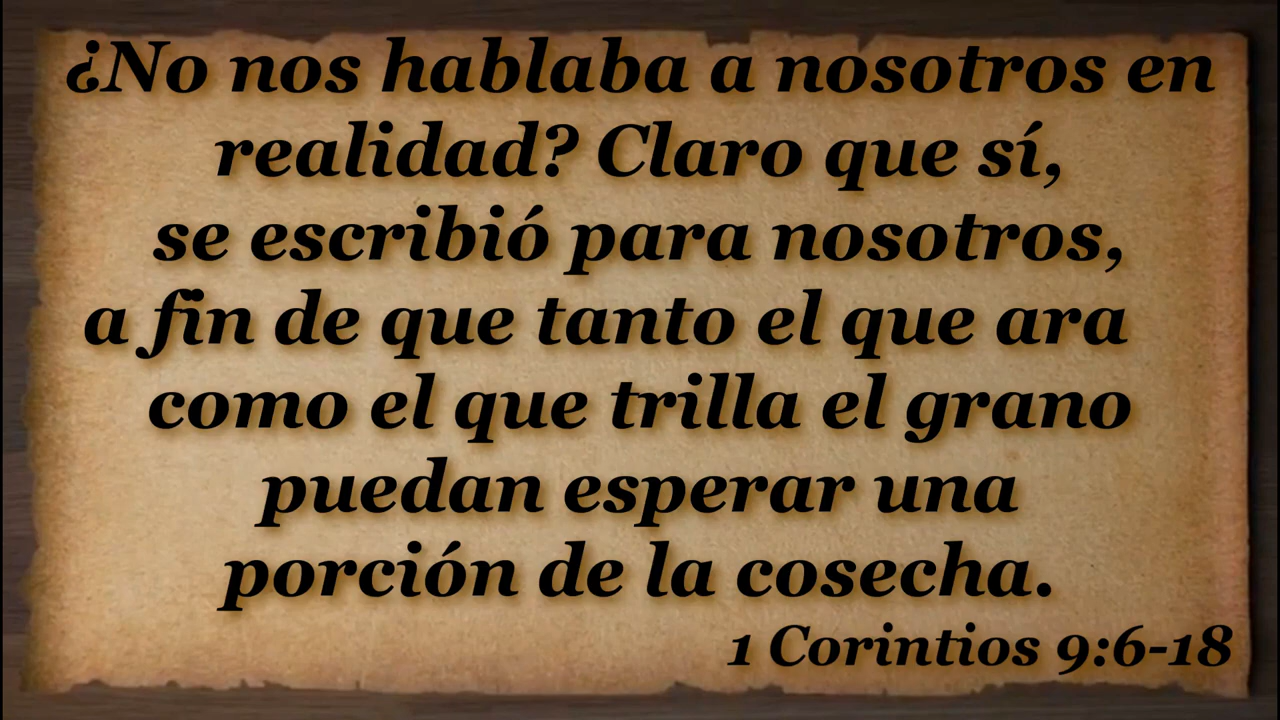 ¿No nos hablaba a nosotros en
realidad? Claro que sí,
se escribió para nosotros,
a fin de que tanto el que ara
como el que trilla el grano
puedan esperar una
porción de la cosecha.
1 Corintios 9:6-18